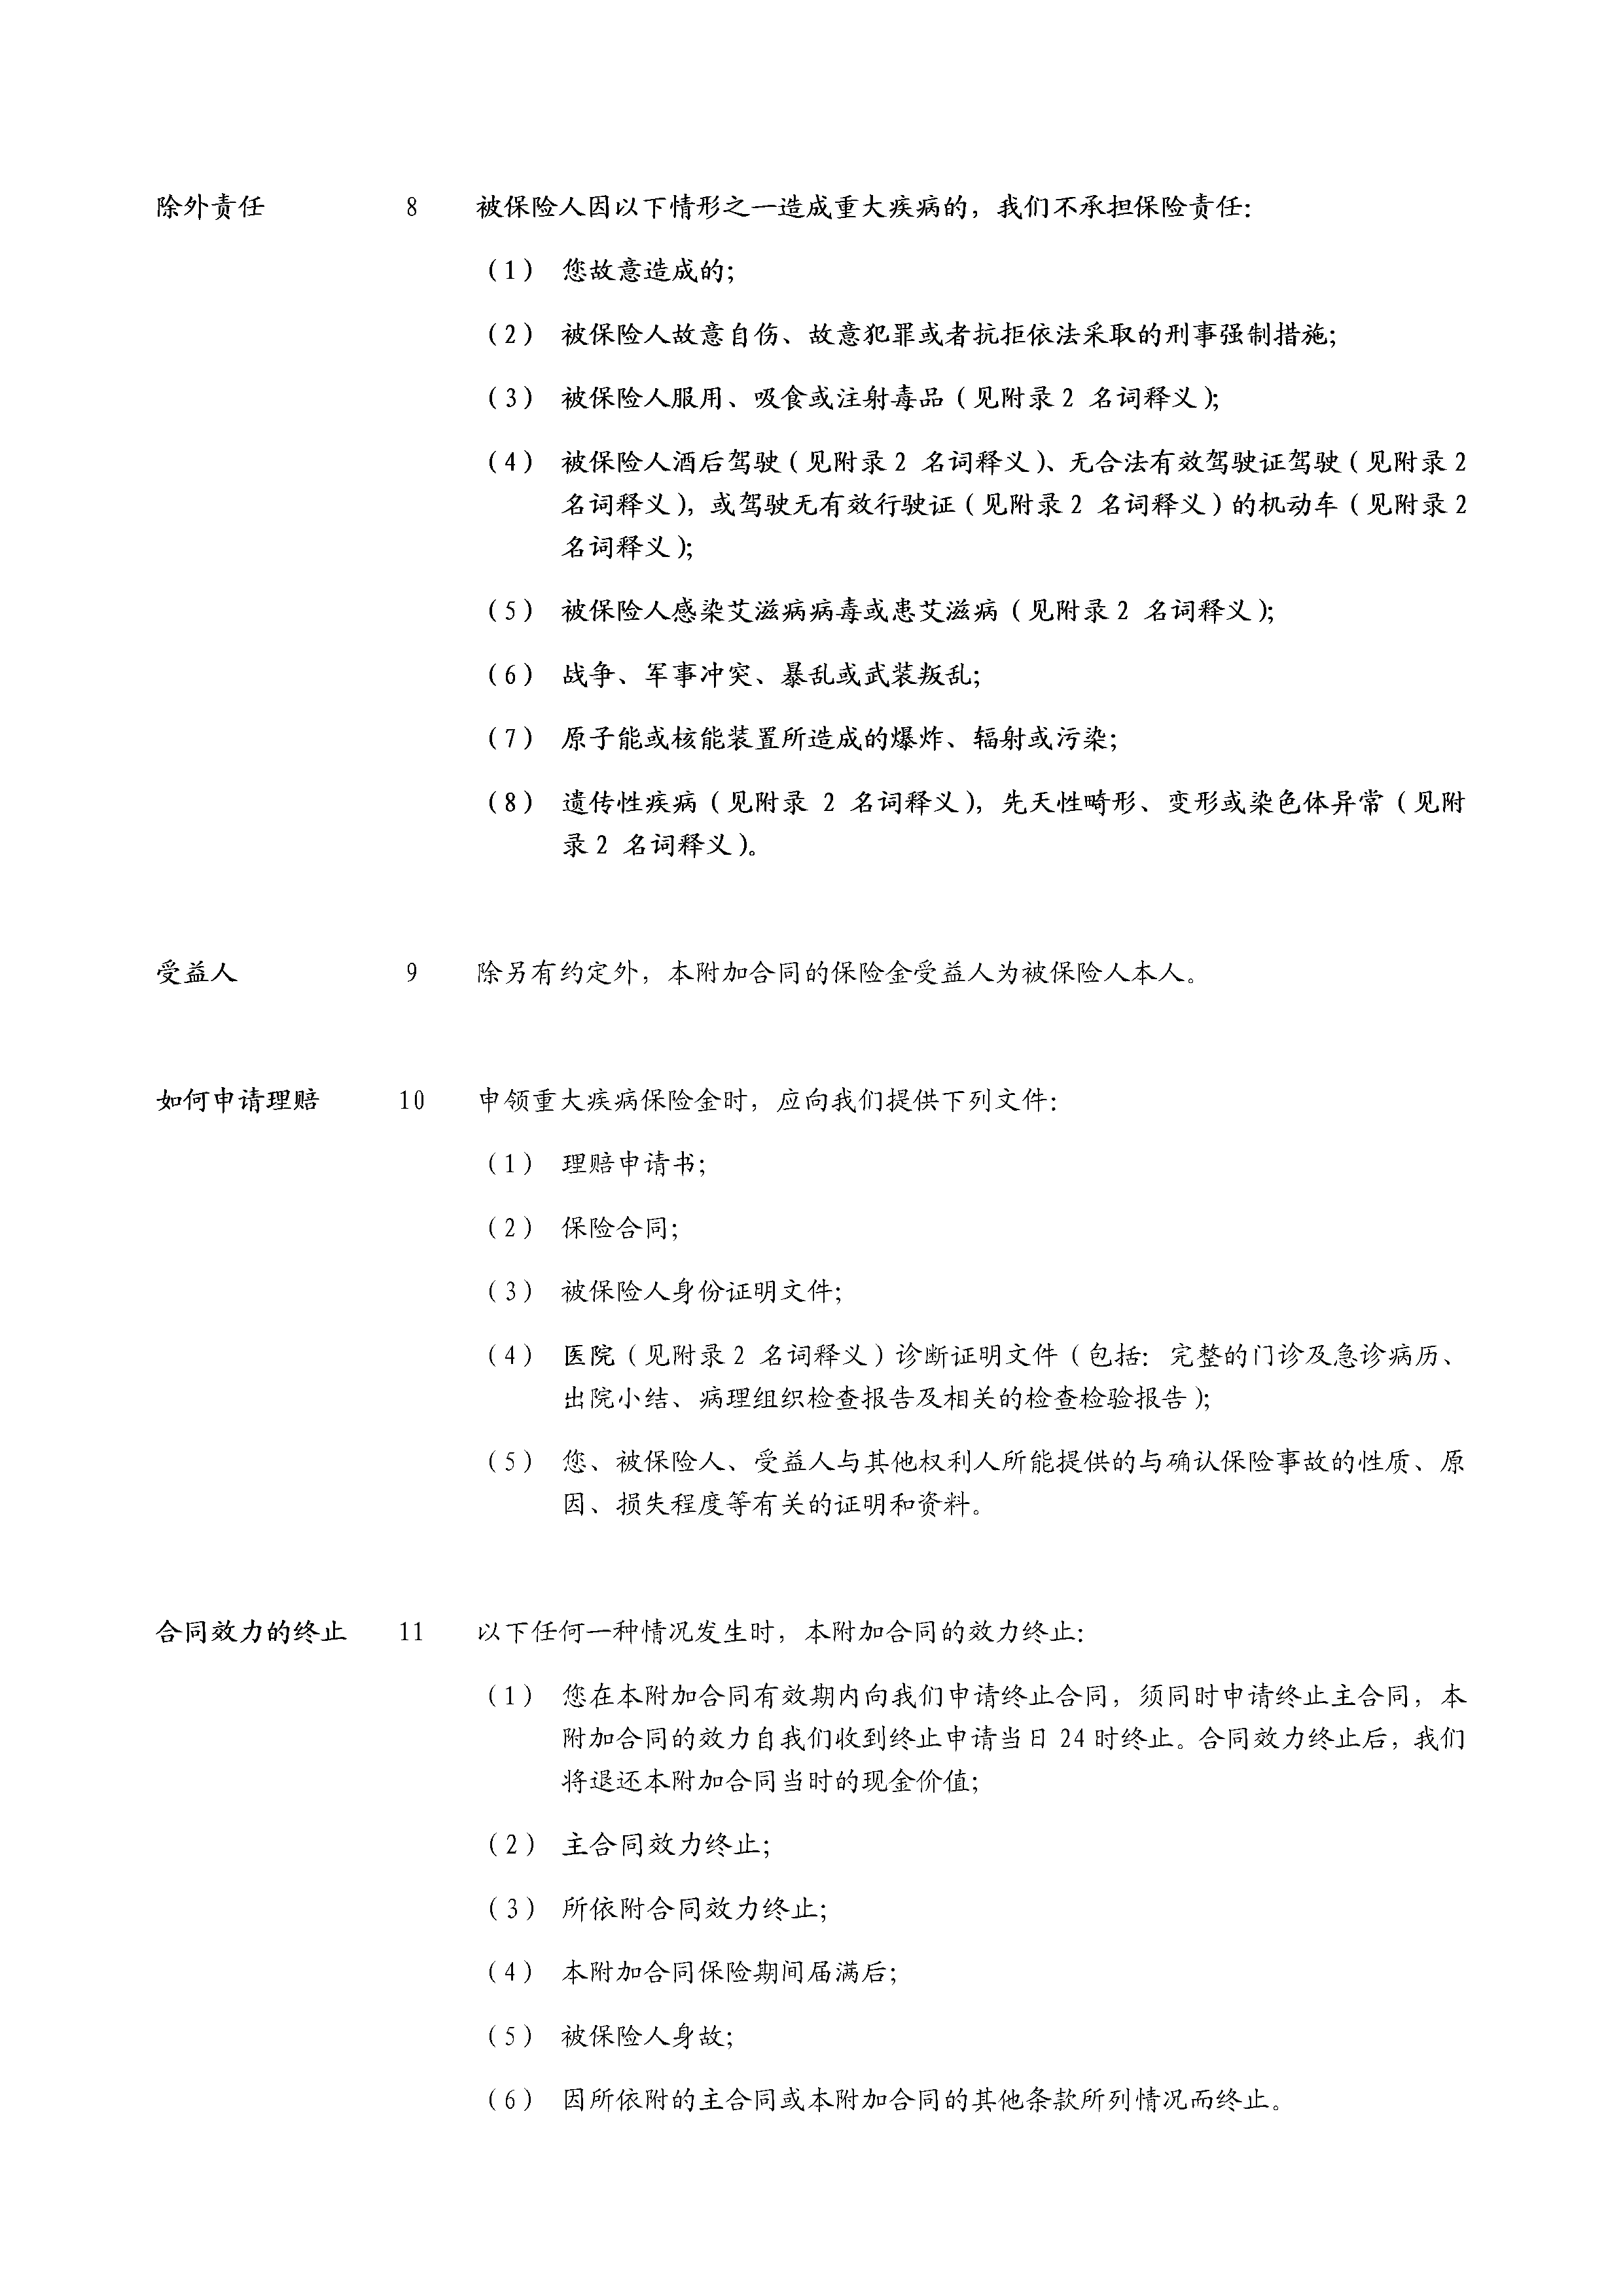 除外责任 8 被保险人因以下情形之一造成重大疾病的，我们不承担保险责任：
（1） 您故意造成的；
（2） 被保险人故意自伤、故意犯罪或者抗拒依法采取的刑事强制措施；
（3） 被保险人服用、吸食或注射毒品（见附录2 名词释义）；
（4） 被保险人酒后驾驶（见附录2 名词释义）、无合法有效驾驶证驾驶（见附录2
名词释义），或驾驶无有效行驶证（见附录2 名词释义）的机动车（见附录2
名词释义）；
（5） 被保险人感染艾滋病病毒或患艾滋病（见附录2 名词释义）；
（6） 战争、军事冲突、暴乱或武装叛乱；
（7） 原子能或核能装置所造成的爆炸、辐射或污染；
（8） 遗传性疾病（见附录 2 名词释义），先天性畸形、变形或染色体异常（见附
录2 名词释义）。
受益人 9 除另有约定外，本附加合同的保险金受益人为被保险人本人。
如何申请理赔 10 申领重大疾病保险金时，应向我们提供下列文件：
（1） 理赔申请书；
（2） 保险合同；
（3） 被保险人身份证明文件；
（4） 医院（见附录2 名词释义）诊断证明文件（包括：完整的门诊及急诊病历、
出院小结、病理组织检查报告及相关的检查检验报告）；
（5） 您、被保险人、受益人与其他权利人所能提供的与确认保险事故的性质、原
因、损失程度等有关的证明和资料。
合同效力的终止 11 以下任何一种情况发生时，本附加合同的效力终止：
（1） 您在本附加合同有效期内向我们申请终止合同，须同时申请终止主合同，本
附加合同的效力自我们收到终止申请当日24时终止。合同效力终止后，我们
将退还本附加合同当时的现金价值；
（2） 主合同效力终止；
（3） 所依附合同效力终止；
（4） 本附加合同保险期间届满后；
（5） 被保险人身故；
（6） 因所依附的主合同或本附加合同的其他条款所列情况而终止。